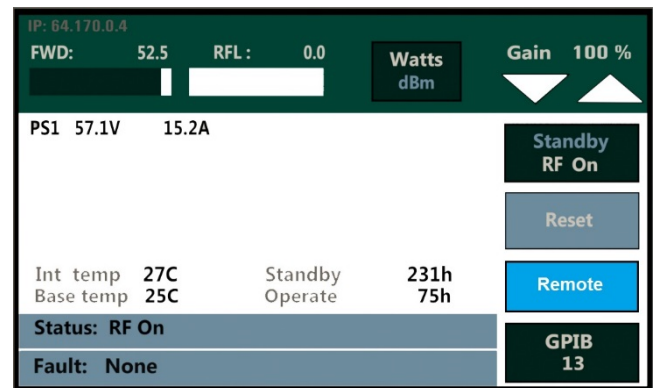 IP: 64.170.0.4
FWD: 52.5 RFL : 0.0
Watts
dBm
Gain 100 %
PS1 57.1V 15.2A
Standby
RF On
Reset
Int temp 27C Standby 231h
Base temp 25C Operate 75h
Remote
Status: RF On
Fault: None
GPIB
13